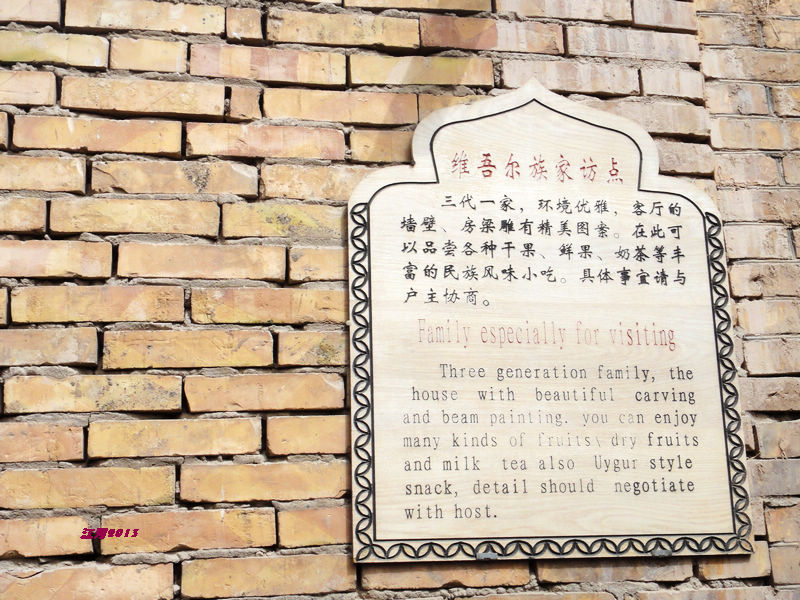 维吾尔族家访点
三代一家，环境优雅，客厅的
墙壁、房梁雕有精美图案。在此可
以品尝各种干果、鲜果、奶茶等丰
富的民族风味小吃。具体事宜请与
户主协商。
Family especially for visiting
Three generation family, the
house with beautiful carving
and beam painting. you can enjoy
many kinds of fruits\ dry fruits
and milk tea also Uygur style
snack, detail should negotiate
with host.